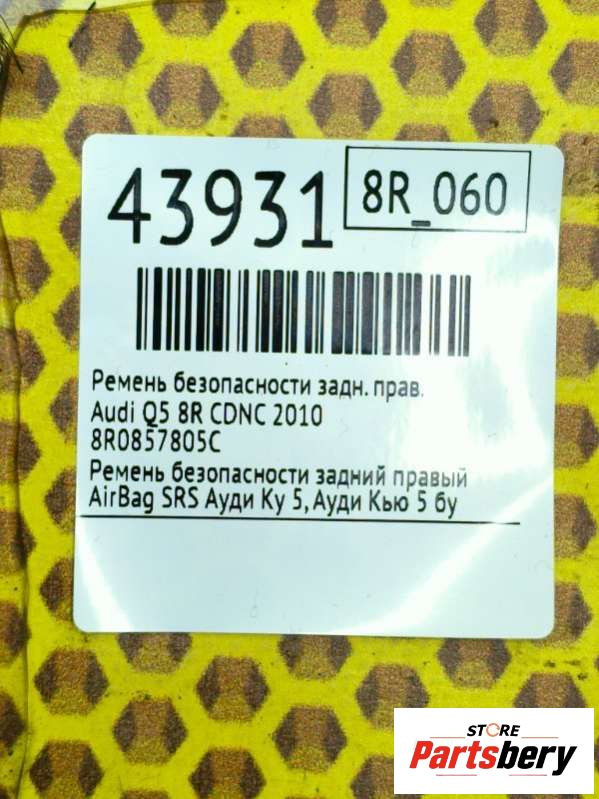 43931
8R_060
Ремень безопасности задн. прав.
Audi Q5 8R CDNC 2010
8R0857805C
Ремень безопасности задний правый
AirBag SRS Ауди Ку 5, Ауди Кью 5 бу
STORE
Partsbery